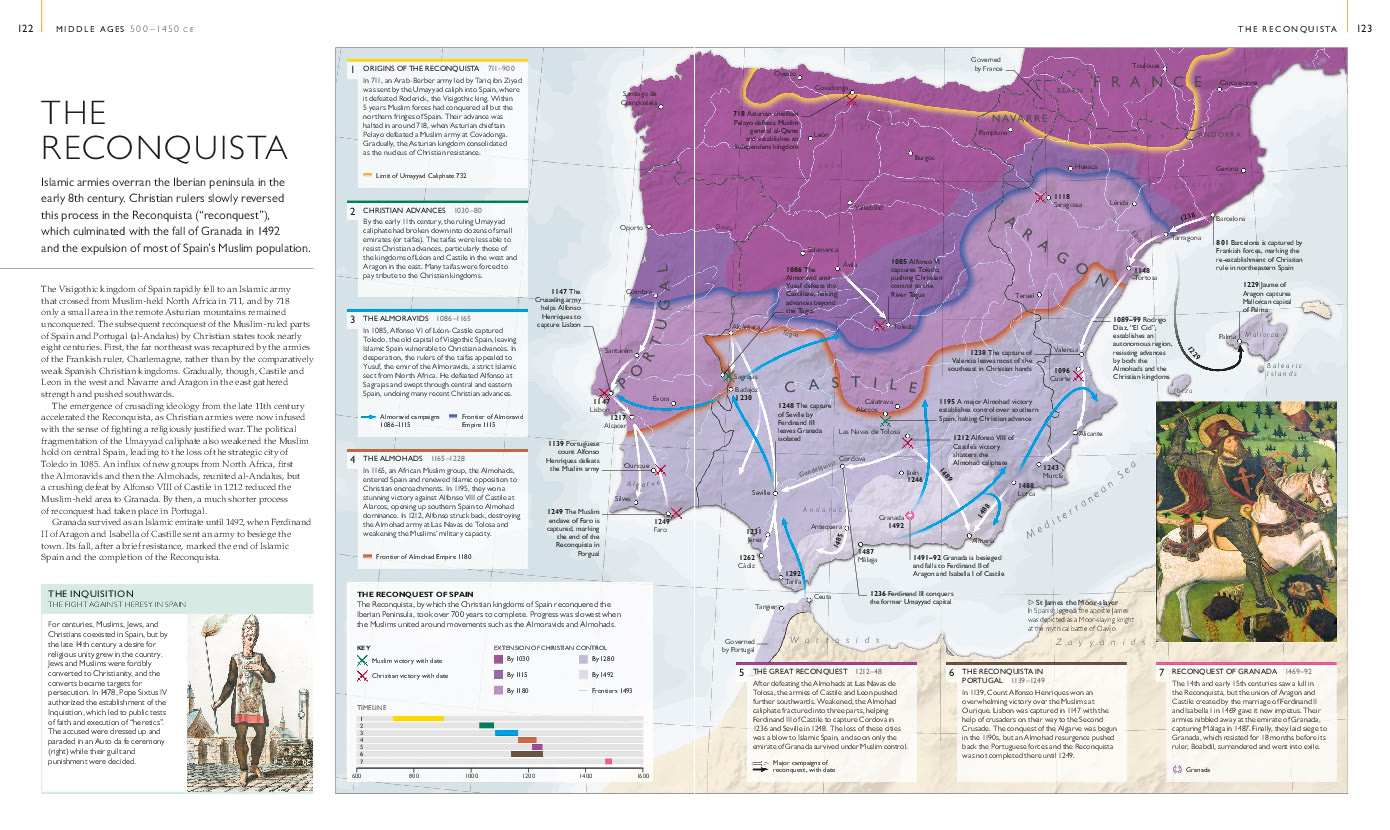 122 MIDDLE AGES 500–1450 CE
THE RECONQUISTA 123
THE
RECONQUISTA
Islamic armies overran the Iberian peninsula in the
early 8th century. Christian rulers slowly reversed
this process in the Reconquista (“reconquest”),
which culminated with the fall of Granada in 1492
and the expulsion of most of Spain’s Muslim population.
The Visigothic kingdom of Spain rapidly fell to an Islamic army
that crossed from Muslim-held North Africa in 711, and by 718
only a small area in the remote Asturian mountains remained
unconquered. The subsequent reconquest of the Muslim-ruled parts
of Spain and Portugal (al-Andalus) by Christian states took nearly
eight centuries. First, the far northeast was recaptured by the armies
of the Frankish ruler, Charlemagne, rather than by the comparatively
weak Spanish Christian kingdoms. Gradually, though, Castile and
Leon in the west and Navarre and Aragon in the east gathered
strength and pushed southwards.
The emergence of crusading ideology from the late 11th century
accelerated the Reconquista, as Christian armies were now infused
with the sense of fighting a religiously justified war. The political
fragmentation of the Umayyad caliphate also weakened the Muslim
hold on central Spain, leading to the loss of the strategic city of
Toledo in 1085. An influx of new groups from North Africa, first
the Almoravids and then the Almohads, reunited al-Andalus, but
a crushing defeat by Alfonso VIII of Castile in 1212 reduced the
Muslim-held area to Granada. By then, a much shorter process
of reconquest had taken place in Portugal.
Granada survived as an Islamic emirate until 1492, when Ferdinand
II of Aragon and Isabella of Castile sent an army to besiege the
town. Its fall, after a brief resistance, marked the end of Islamic
Spain and the completion of the Reconquista.
THE INQUISITION
THE FIGHT AGAINST HERESY IN SPAIN
For centuries, Muslims, Jews, and
Christians coexisted in Spain, but by
the late 14th century a desire for
religious unity grew in the country.
Jews and Muslims were forcibly
converted to Christianity, and the
converts became targets for
persecution. In 1478, Pope Sixtus IV
authorized the establishment of the
Inquisition, which led to public tests
of faith and execution of “heretics”.
The accused were dressed up and
paraded in an Auto da fe ceremony
(right) while their guilt and
punishment were decided.
1 ORIGINS OF THE RECONQUISTA 711–900
In 711, an Arab-Berber army led by Tariq ibn Ziyad
was sent by the Umayyad caliph into Spain, where
it defeated Roderick, the Visigothic king. Within
5 years Muslim forces had conquered all but the
northern fringes of Spain. Their advance was
halted in around 718, when Asturian chieftain
Pelayo defeated a Muslim army at Covadonga.
Gradually, the Asturian kingdom consolidated
as the nucleus of Christian resistance.
Limit of Umayyad Caliphate 732
2 CHRISTIAN ADVANCES 1030–80
By the early 11th century, the ruling Umayyad
caliphate had broken down into dozens of small
emirates (or taifas). The taifas were less able to
resist Christian advances, particularly those of
the kingdoms of Léon and Castile in the west and
Aragon in the east. Many taifas were forced to
pay tribute to the Christian kingdoms.
3 THE ALMORAVIDS 1086–1165
In 1085, Alfonso VI of Léon-Castile captured
Toledo, the old capital of Visigothic Spain, leaving
Islamic Spain vulnerable to Christian advances. In
desperation, the rulers of the taifas appealed to
Yusuf, the emir of the Almoravids, a strict Islamic
sect from North Africa. He defeated Alfonso at
Sagrajas and swept through central and eastern
Spain, undoing many recent Christian advances.
Almoravid campaigns 1086–1115
Frontier of Almoravid Empire 1115
4 THE ALMOHADS 1165–1228
In 1165, an African Muslim group, the Almohads,
entered Spain and renewed Islamic opposition to
Christian encroachments. In 1195, they won a
stunning victory against Alfonso VIII of Castile at
Alarcos, opening up southern Spain to Almohad
dominance. In 1212, Alfonso struck back, destroying
the Almohad army at Las Navas de Tolosa and
weakening the Muslims’ military capacity.
Frontier of Almohad Empire 1180
THE RECONQUEST OF SPAIN
The Reconquista, by which the Christian kingdoms of Spain reconquered the
Iberian Peninsula, took over 700 years to complete. Progress was slowest when
the Muslims united around movements such as the Almoravids and Almohads.
KEY
Muslim victory with date
Christian victory with date
EXTENSION OF CHRISTIAN CONTROL
By 1030
By 1115
By 1180
By 1280
By 1492
Frontiers 1493
TIMELINE
1
2
3
4
5
6
7
600 800 1000 1200 1400 1600
Governed
by France
Toulouse
FRANCE
Carcassonne
BEARN
NAVARRE
ANDORRA
Pamplona
Oviedo
Covadonga
Santiago de
Compostela
718 Asturian chieftain
Pelayo defeats Muslim
general al-Qama
and establishes an
independent kingdom
León
Burgos
Huesca
Gerona
1118
Saragossa
Lérida
Barcelona
1238
Tarragona
Valladolid
Oporto
Salamanca
Ávila
ARAGON
801 Barcelona is captured by
Frankish forces, marking the
re-establishment of Christian
rule in northeastern Spain
1148
Tortosa
1086 The
Almoravid emir
Yusuf defeats the
Castilians, halting
advances beyond
the Tagus
1085 Alfonso VI
captures Toledo
pushing Christian
control to the
River Tagus
Teruel
1229 Jaume of
Aragon captures
Mallorcan capital
of Palma
1147 The
Crusading army
helps Alfonso
Henriques to
capture Lisbon
Coimbra
PORTUGAL
Alcántara
Tagus
Toledo
1089–99 Rodrigo
Díaz, “El Cid”,
establishes an
autonomous region,
resisting advances
by both the
Almohads and the
Christian kingdoms
Palma
Mallorca
1229
Balearic
Islands
Ibiza
Santarém
1238 The capture of
Valencia leaves most of the
southeast in Christian hands
Valencia
1096
Cuarte
CASTILE
Sagrajas
Badajoz
1230
1147
Lisbon
Évora
1217
Alcácer
1248 The capture
of Seville by
Ferdinand III
leaves Granada
isolated
Calatrava
Alarcos
1195 A major Almohad victory
establishes control over southern
Spain, halting Christian advance
Las Navas de Tolosa
1212 Alfonso VIII of
Castile’s victory
shatters the
Almohad caliphate
Alicante
1139 Portuguese
count Alfonso
Henriques defeats
the Muslim army
Ourique
Algarve
Silves
Guadalquivir
Cordova
Jaén
1246
1489
1243
Murcia
1488
Lorca
Seville
1249 The Muslim
enclave of Faro is
captured, marking
the end of the
Reconquista in
Porgual
1249
Faro
Andalucia
Granada
1492
1488
Mediterranean Sea
1231
Jerez
Antequera
1485
Almería
1262
Cádiz
1487
Málaga
1491–92 Granada is besieged
and falls to Ferdinand II of
Aragon and Isabella I of Castile
1292
Tarifa
1236 Ferdinand III conquers
the former Umayyad capital
Ceuta
Tangier
Governed
by Portugal
Wattasids
Zayyanids
▷ St James the Moor-slayer
In Spanish legend, the apostle James
was depicted as a Moor-slaying knight
at the mythical battle of Clavijo.
5 THE GREAT RECONQUEST 1212–48
After defeating the Almohads at Las Navas de
Tolosa, the armies of Castile and Leon pushed
further southwards. Weakened, the Almohad
caliphate fractured into three parts, helping
Ferdinand III of Castile to capture Cordova in
1236 and Seville in 1248. The loss of these cities
was a blow to Islamic Spain, and soon only the
emirate of Granada survived under Muslim control.
Major campaigns of
reconquest, with date
6 THE RECONQUISTA IN
PORTUGAL 1139–1249
In 1139, Count Alfonso Henriques won an
overwhelming victory over the Muslims at
Ourique. Lisbon was captured in 1147 with the
help of crusaders on their way to the Second
Crusade. The conquest of the Algarve was begun
in the 1190s, but an Almohad resurgence pushed
back the Portuguese forces and the Reconquista
was not completed there until 1249.
7 RECONQUEST OF GRANADA 1469–92
The 14th and early 15th centuries saw a lull in
the Reconquista, but the union of Aragon and
Castile created by the marriage of Ferdinand II
and Isabella I in 1469 gave it new impetus. Their
armies nibbled away at the emirate of Granada,
capturing Málaga in 1487. Finally, they laid siege to
Granada, which resisted for 18 months before its
ruler, Boabdil, surrendered and went into exile.
Granada